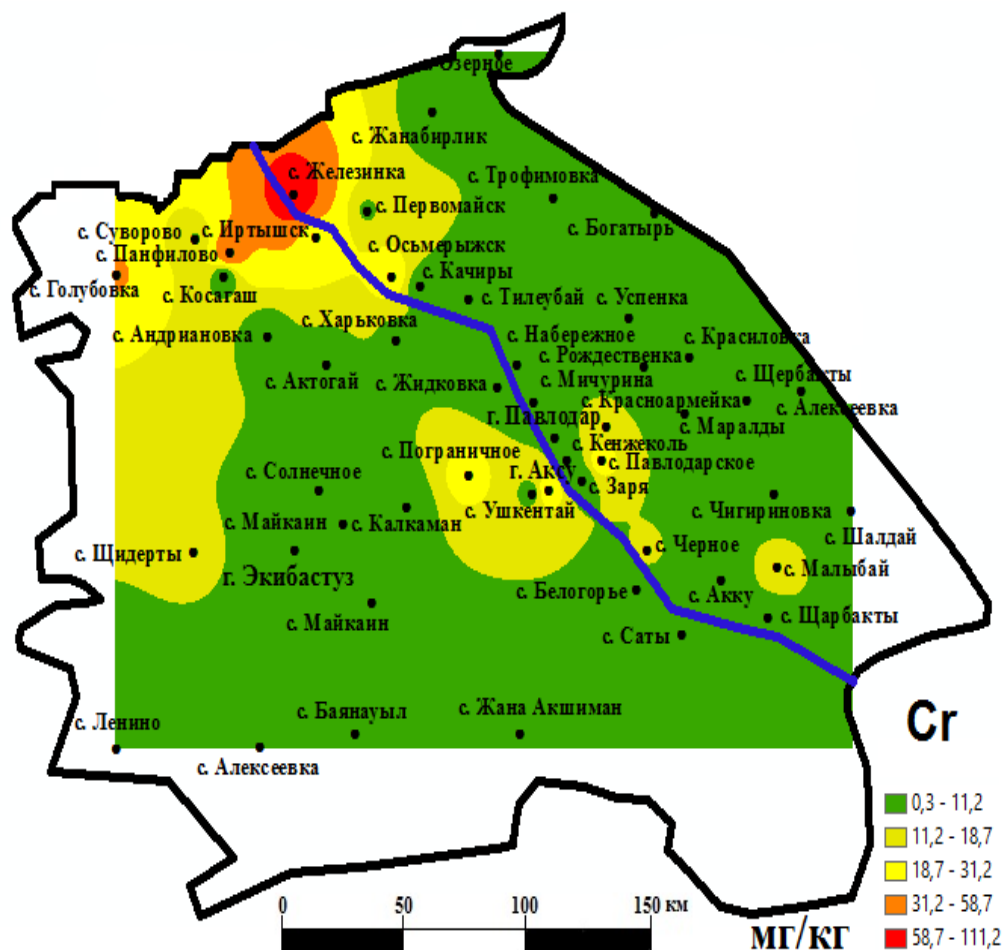 Озерное
с. Жанабирлик
с. Железинка
с. Трофимовка
с. Первомайск
с. Богатырь
с. Суворово
с. Иртышск
с. Панфилово
с. Осьмерыжск
с. Качиры
с. Голубовка
с. Косагаш
с. Тилеубай
с. Успенка
с. Харьковка
с. Андриановка
с. Набережное
с. Красиловка
с. Рождественка
с. Актогай
с. Жидковка
с. Мичурина
с. Щербакты
с. Красноармейка
с. Алексеевка
г. Павлодар
с. Маралды
с. Кенжеколь
с. Пограничное
с. Павлодарское
г. Аксу
с. Солнечное
с. Заря
с. Ушкентай
с. Майкаин
с. Калкаман
с. Чигириновка
с. Шалдай
с. Щидерты
с. Черное
с. Малыбай
г. Экибастуз
с. Белогорье
с. Акку
с. Майкаин
с. Щарбакты
с. Саты
с. Ленино
с. Баянауыл
с. Жана Акшиман
с. Алексеевка
Cr
0,3 - 11,2
11,2 - 18,7
18,7 - 31,2
31,2 - 58,7
58,7 - 111,2
0 50 100 150 км
мг/кг